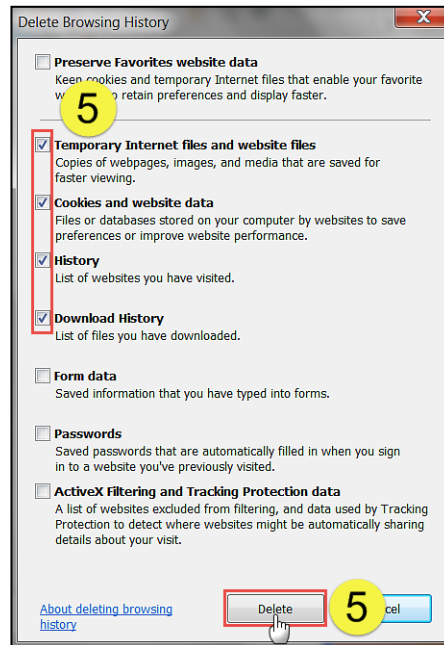 Delete Browsing History
Preserve Favorites website data
Keep cookies and temporary Internet files that enable your favorite
to retain preferences and display faster.
5
Temporary Internet files and website files
Copies of webpages, images, and media that are saved for
faster viewing.
Cookies and website data
Files or databases stored on your computer by websites to save
preferences or improve website performance.
History
List of websites you have visited.
Download History
List of files you have downloaded.
Form data
Saved information that you have typed into forms.
Passwords
Saved passwords that are automatically filled in when you sign
in to a website you've previously visited.
ActiveX Filtering and Tracking Protection data
A list of websites excluded from filtering, and data used by Tracking
Protection to detect where websites might be automatically sharing
details about your visit.
About deleting browsing
history
Delete
5
cel